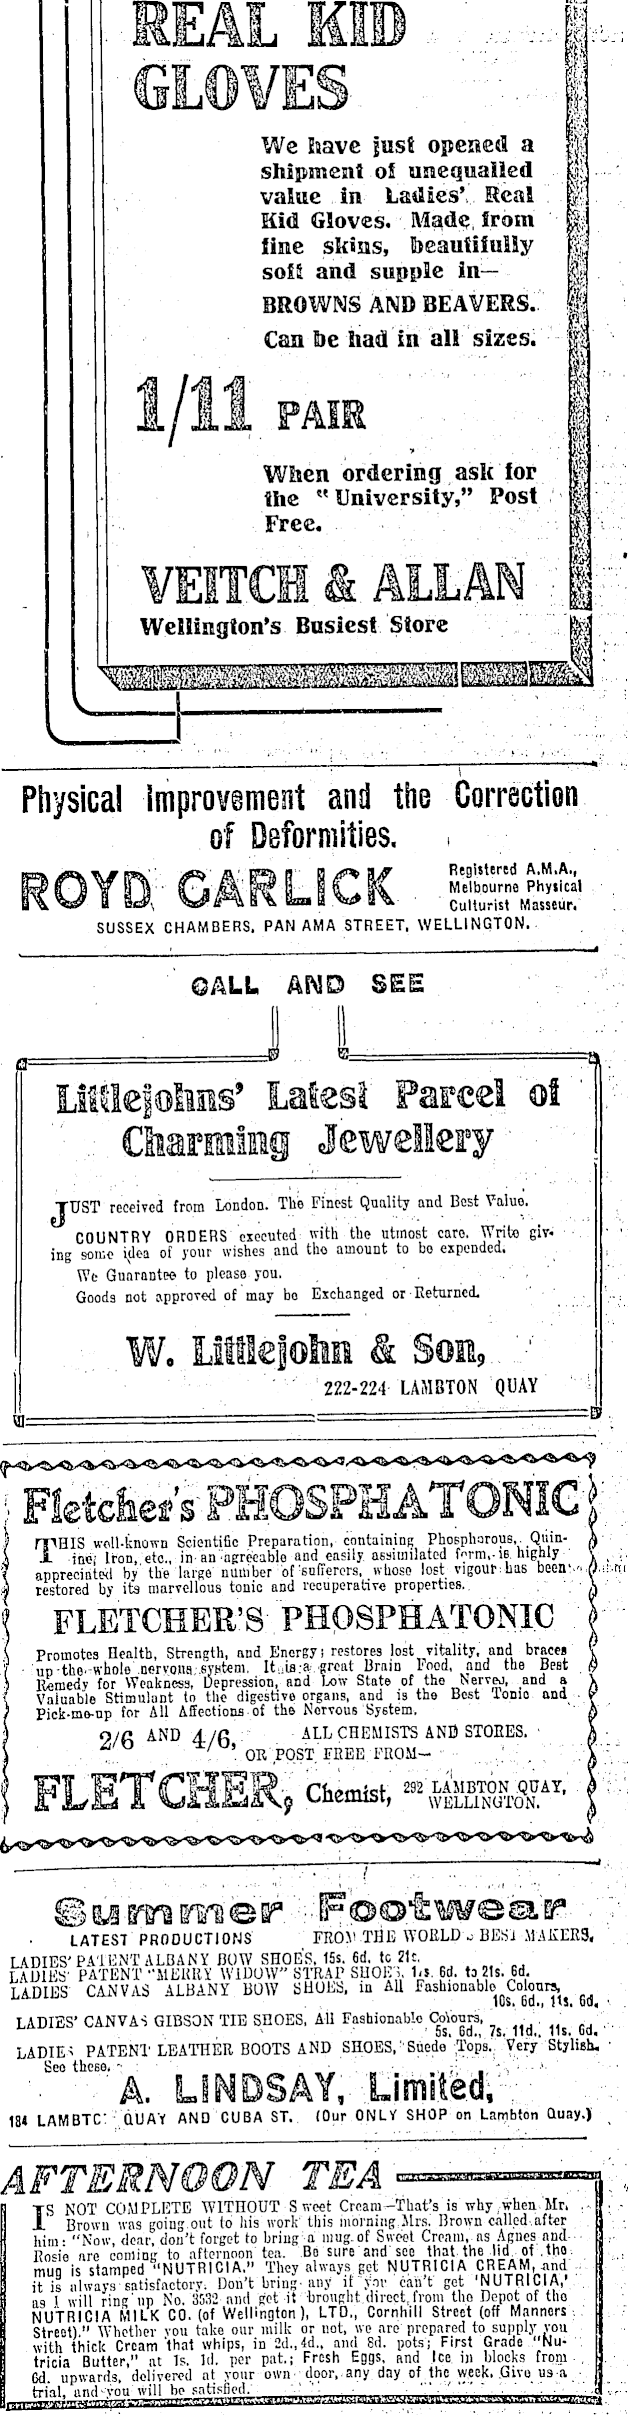 REAL KID
GLOVES
We have just opened a
shipment of unequalled
value in Ladies' Real
Kid Gloves. Made from
fine skins, beautifully
soft and supple in—
BROWNS AND BEAVERS.
Can be had in all sizes.
1/11 PAIR
When ordering ask for
the "University," Post
Free.
VEITCH & ALLAN
Wellington's Busiest Store
Physical Improvement and the Correction
of Deformities.
ROYD GARLICK
Registered A.M.A.,
Melbourne Physical
Culturist Masseur.
SUSSEX CHAMBERS, PANAMA STREET, WELLINGTON.
CALL AND SEE
Littlejohns' Latest Parcel of
Charming Jewellery
JUST received from London. The Finest Quality and Best Value.
COUNTRY ORDERS executed with the utmost care. Write giv-
ing some idea of your wishes and the amount to be expended.
We Guarantee to please you.
Goods not approved of may be Exchanged or Returned.
W. Littlejohn & Son,
222-224 LAMBTON QUAY
Fletcher's PHOSPHATONIC
THIS well-known Scientific Preparation, containing Phosphorous, Quin-
ine, Iron, etc., in an agreeable and easily assimilated form, is highly
appreciated by the large number of sufferers, whose lost vigour has been
restored by its marvellous tonic and recuperative properties.
FLETCHER'S PHOSPHATONIC
Promotes Health, Strength, and Energy; restores lost vitality, and braces
up the whole nervous system. It is a great Brain Food, and the Best
Remedy for Weakness, Depression, and Low State of the Nerves, and a
Valuable Stimulant to the digestive organs, and is the Best Tonic and
Pick-me-up for All Affections of the Nervous System.
2/6 AND 4/6, ALL CHEMISTS AND STORES.
OR POST FREE FROM—
FLETCHER, Chemist, 292 LAMBTON QUAY,
WELLINGTON.
Summer Footwear
LATEST PRODUCTIONS FROM THE WORLD'S BEST MAKERS.
LADIES' PATENT ALBANY BOW SHOES, 15s. 6d. to 21s.
LADIES' PATENT "MERRY WIDOW" STRAP SHOES, 6d. to 21s. 6d.
LADIES' CANVAS ALBANY BOW SHOES, in All Fashionable Colours,
10s. 6d., 11s. 6d.
LADIES' CANVAS GIBSON TIE SHOES, All Fashionable Colours,
5s. 6d., 7s. 11d., 11s. 6d.
LADIES PATENT LEATHER BOOTS AND SHOES, Suede Tops. Very Stylish.
See these.
A. LINDSAY, Limited,
184 LAMBTON QUAY AND CUBA ST. (Our ONLY SHOP on Lambton Quay.)
AFTERNOON TEA
IS NOT COMPLETE WITHOUT Sweet Cream—That's is why when Mr.
Brown was going out to his work this morning Mrs. Brown called after
him: "Now, dear, don't forget to bring a mug of Sweet Cream, as Agnes and
Rosie are coming to afternoon tea. Be sure and see that the lid of the
mug is stamped "NUTRICIA." They always get NUTRICIA CREAM, and
it is always satisfactory. Don't bring any if you can't get 'NUTRICIA,'
as I will ring up No. 3532 and get it brought direct from the Depot of the
NUTRICIA MILK CO. (of Wellington), LTD., Cornhill Street (off Manners
Street)." Whether you take our milk or not, we are prepared to supply you
with thick Cream that whips, in 2d., 4d., and 8d. pots; First Grade "Nu-
tricia Butter," at 1s. 1d. per pat.; Fresh Eggs, and Ice in blocks from
6d. upwards, delivered at your own door, any day of the week. Give us a
trial, and you will be satisfied.